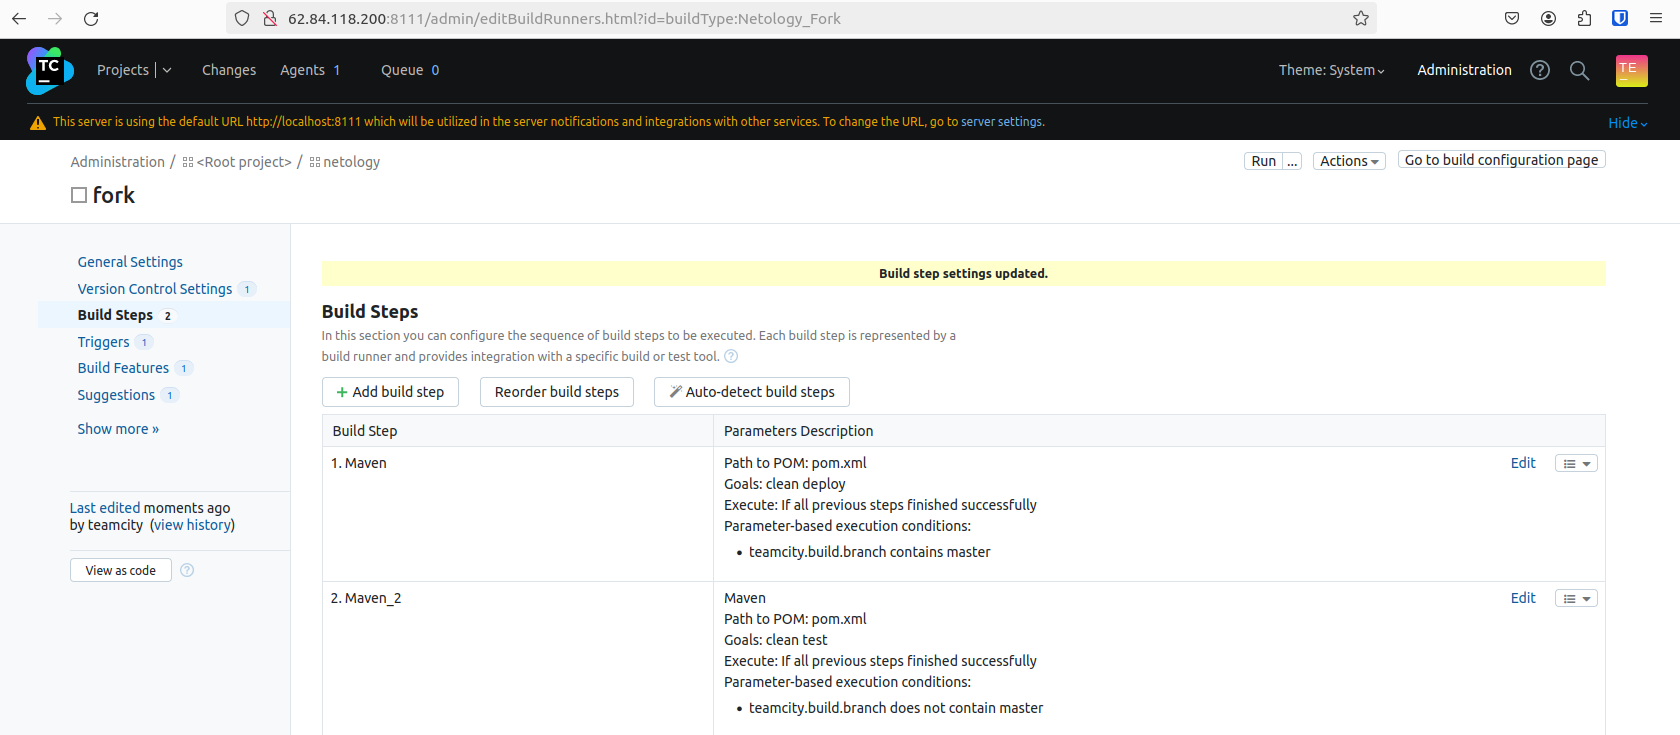 62.84.118.200:8111/admin/editBuildRunners.html?id=buildType:Netology_Fork
TC
Projects Changes Agents 1 Queue 0 Theme: System Administration TE
This server is using the default URL http://localhost:8111 which will be utilized in the server notifications and integrations with other services. To change the URL, go to server settings. Hide
Administration / <Root project> / netology Run ... Actions Go to build configuration page
fork
General Settings
Version Control Settings 1
Build Steps 2
Triggers 1
Build Features 1
Suggestions 1
Show more »
Last edited moments ago
by teamcity (view history)
View as code ?
Build step settings updated.
Build Steps
In this section you can configure the sequence of build steps to be executed. Each build step is represented by a
build runner and provides integration with a specific build or test tool. ?
+ Add build step Reorder build steps Auto-detect build steps
Build Step Parameters Description
1. Maven Path to POM: pom.xml Edit
Goals: clean deploy
Execute: If all previous steps finished successfully
Parameter-based execution conditions:
• teamcity.build.branch contains master
2. Maven_2 Maven Edit
Path to POM: pom.xml
Goals: clean test
Execute: If all previous steps finished successfully
Parameter-based execution conditions:
• teamcity.build.branch does not contain master